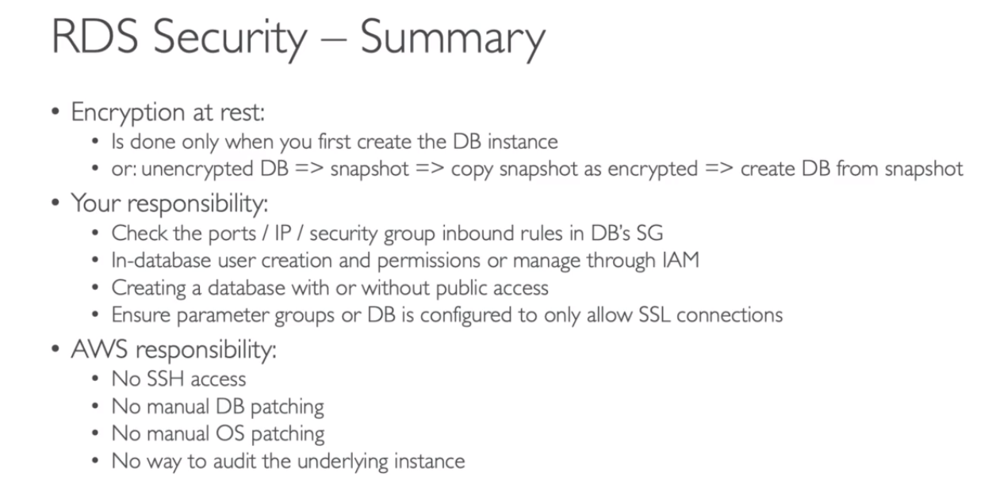 RDS Security – Summary
• Encryption at rest:
• Is done only when you first create the DB instance
• or: unencrypted DB => snapshot => copy snapshot as encrypted => create DB from snapshot
• Your responsibility:
• Check the ports / IP / security group inbound rules in DB’s SG
• In-database user creation and permissions or manage through IAM
• Creating a database with or without public access
• Ensure parameter groups or DB is configured to only allow SSL connections
• AWS responsibility:
• No SSH access
• No manual DB patching
• No manual OS patching
• No way to audit the underlying instance